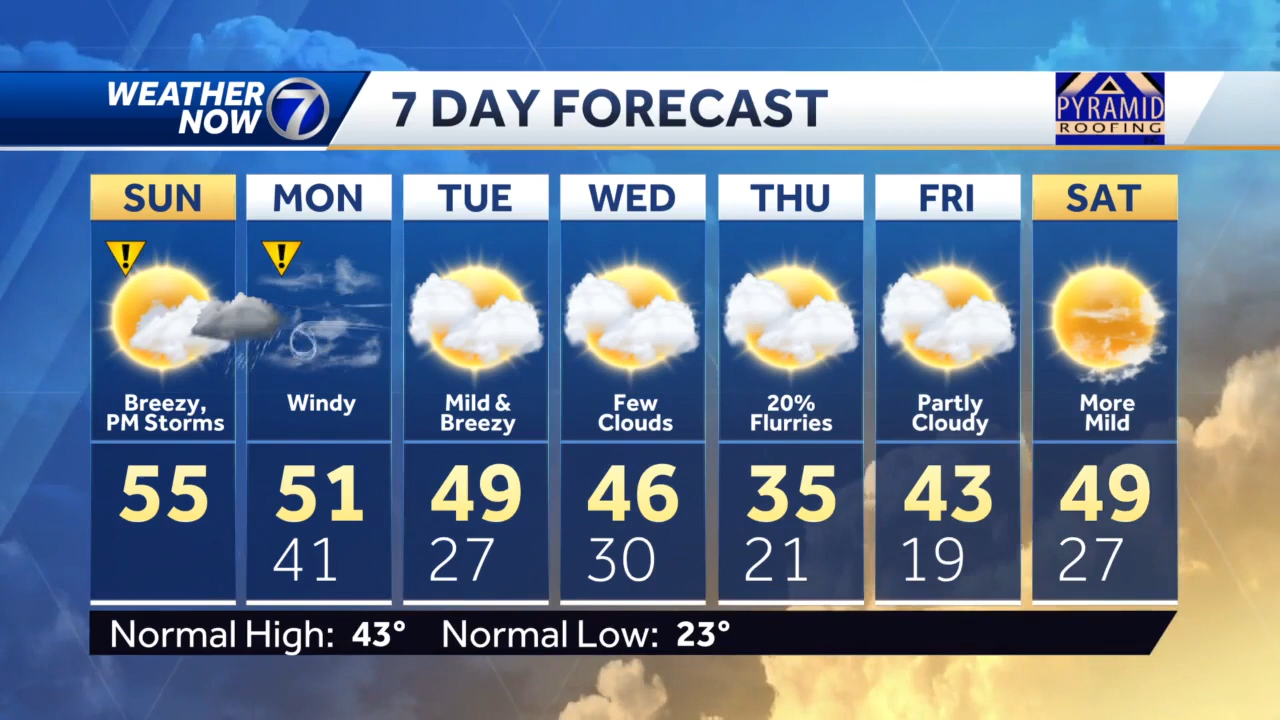 WEATHER
NOW
7
7 DAY FORECAST
PYRAMID
ROOFING
SUN MON TUE WED THU FRI SAT
! !
Breezy,
PM Storms
Windy
Mild &
Breezy
Few
Clouds
20%
Flurries
Partly
Cloudy
More
Mild
55 51 49 46 35 43 49
41 27 30 21 19 27
Normal High: 43° Normal Low: 23°